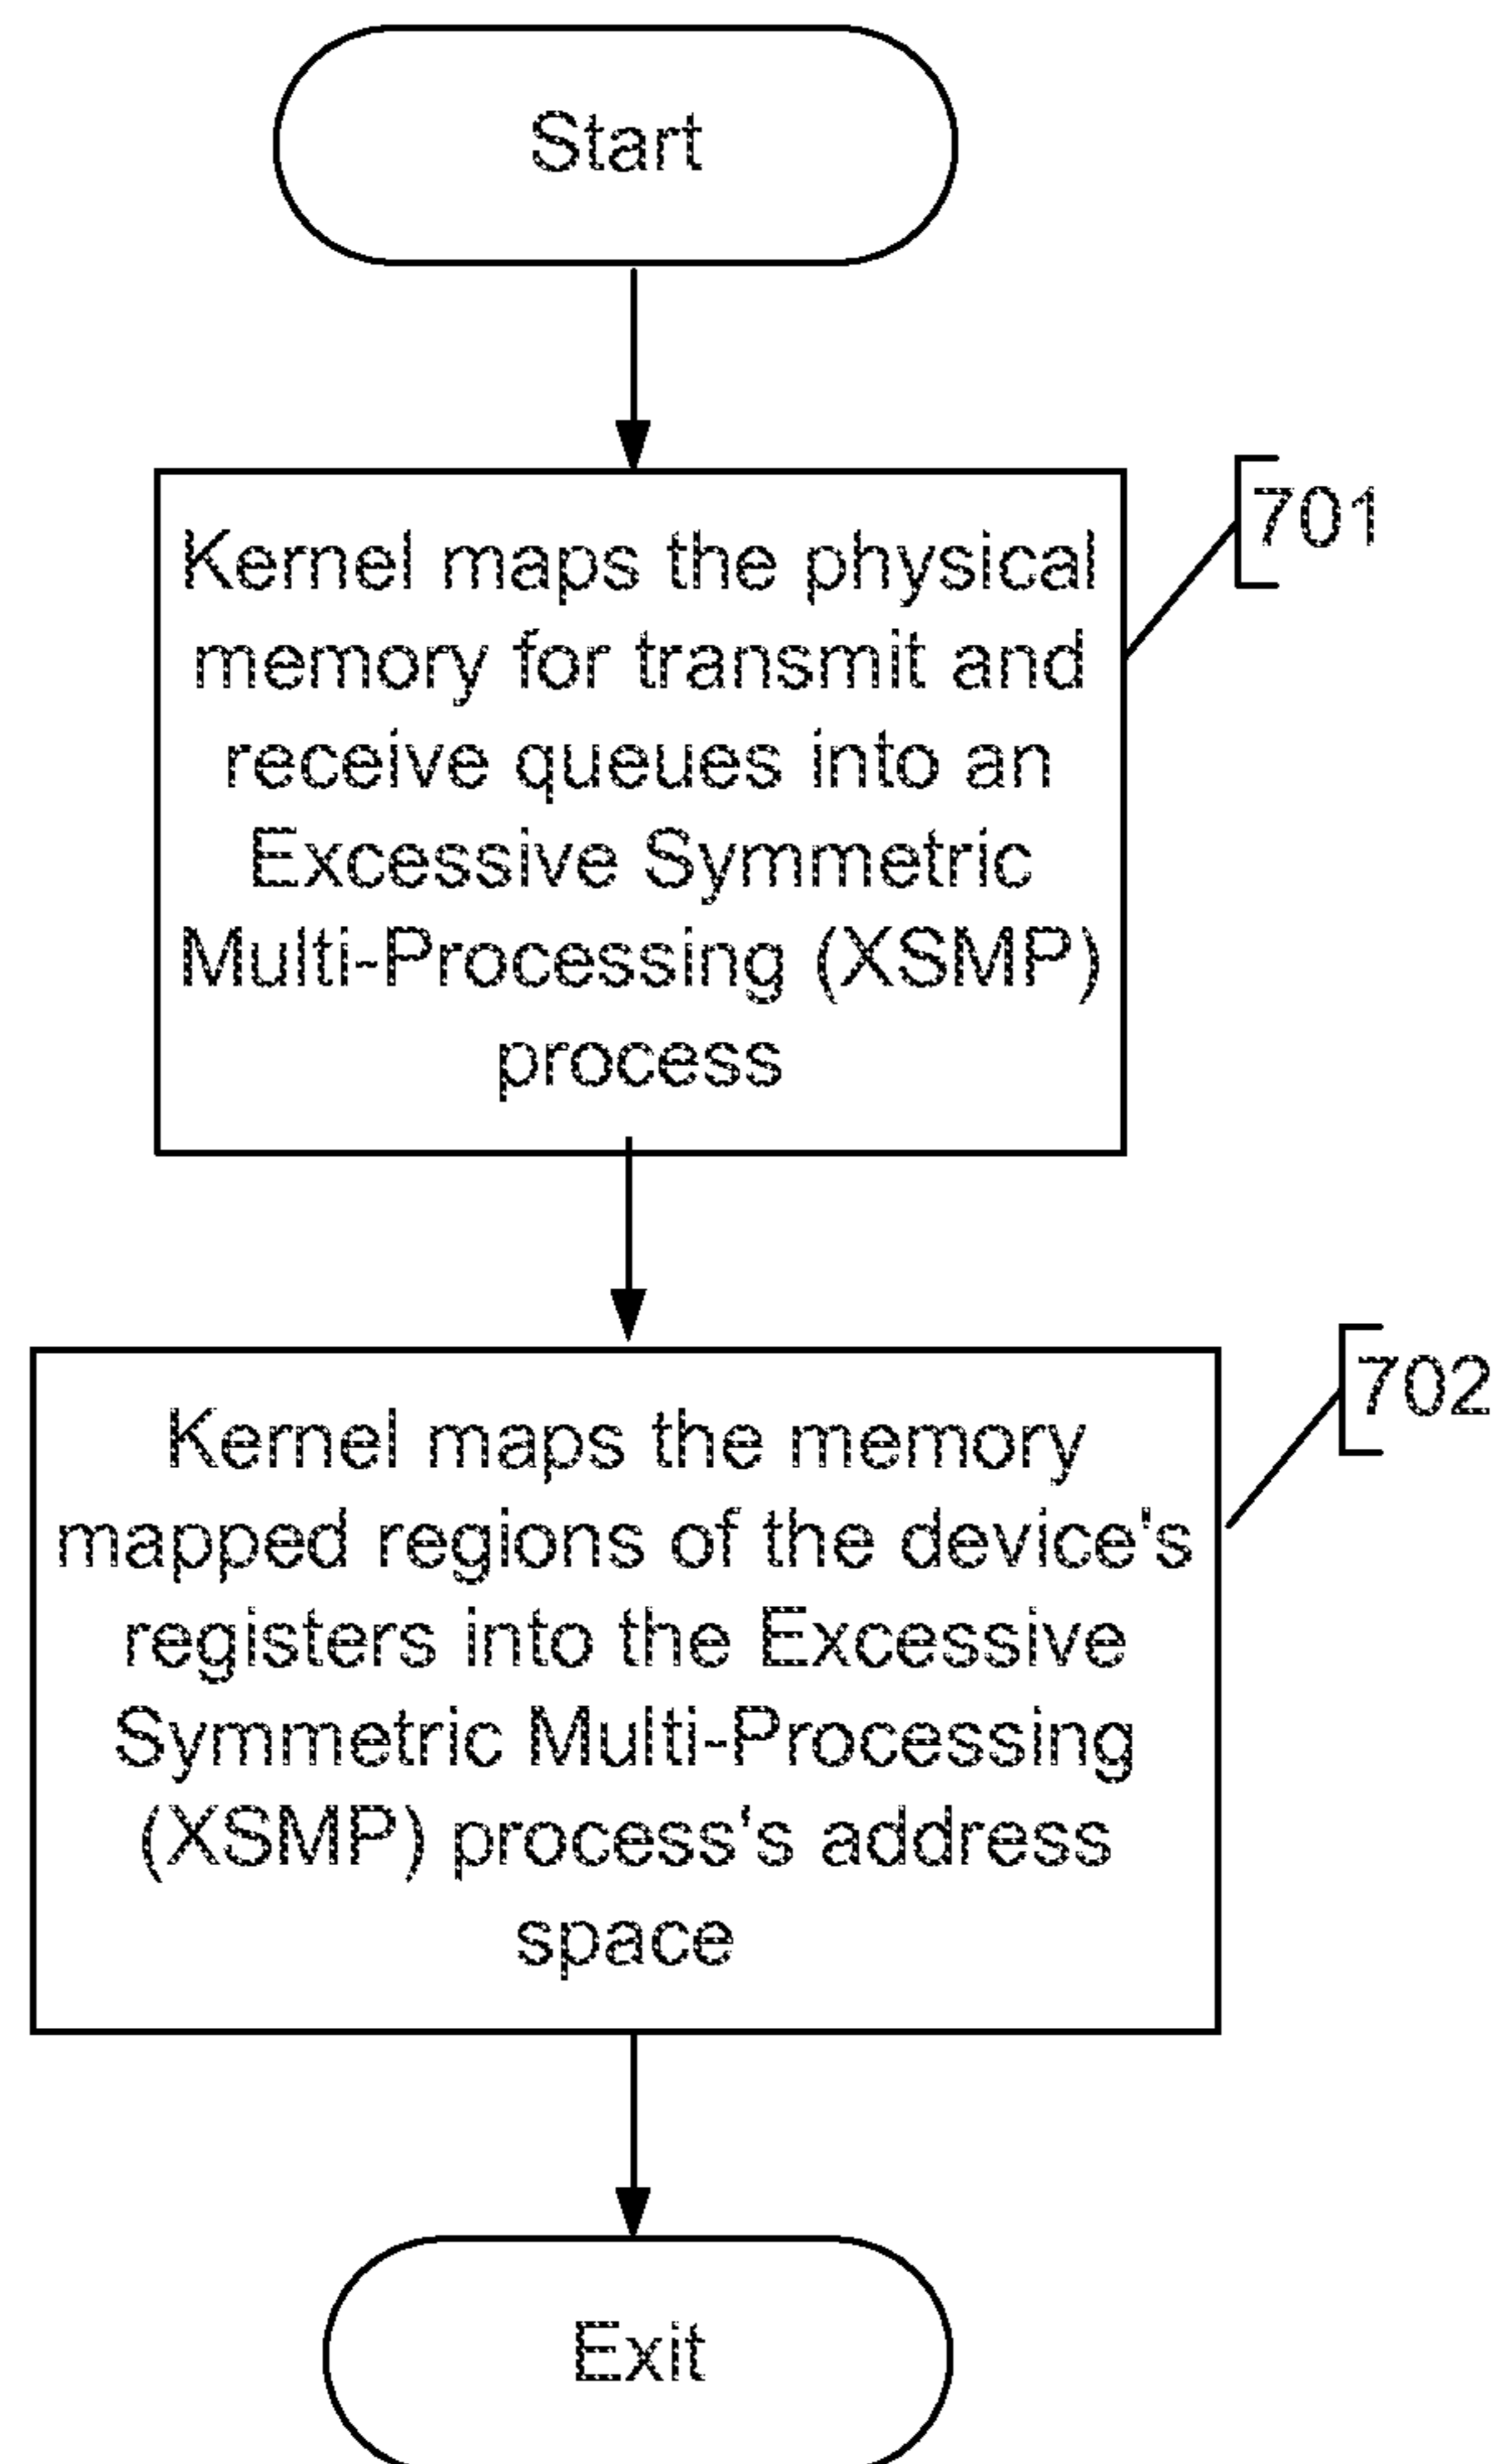 Start
Kernel maps the physical
memory for transmit and
receive queues into an
Excessive Symmetric
Multi-Processing (XSMP)
process
701
Kernel maps the memory
mapped regions of the device's
registers into the Excessive
Symmetric Multi-Processing
(XSMP) process's address
space
702
Exit